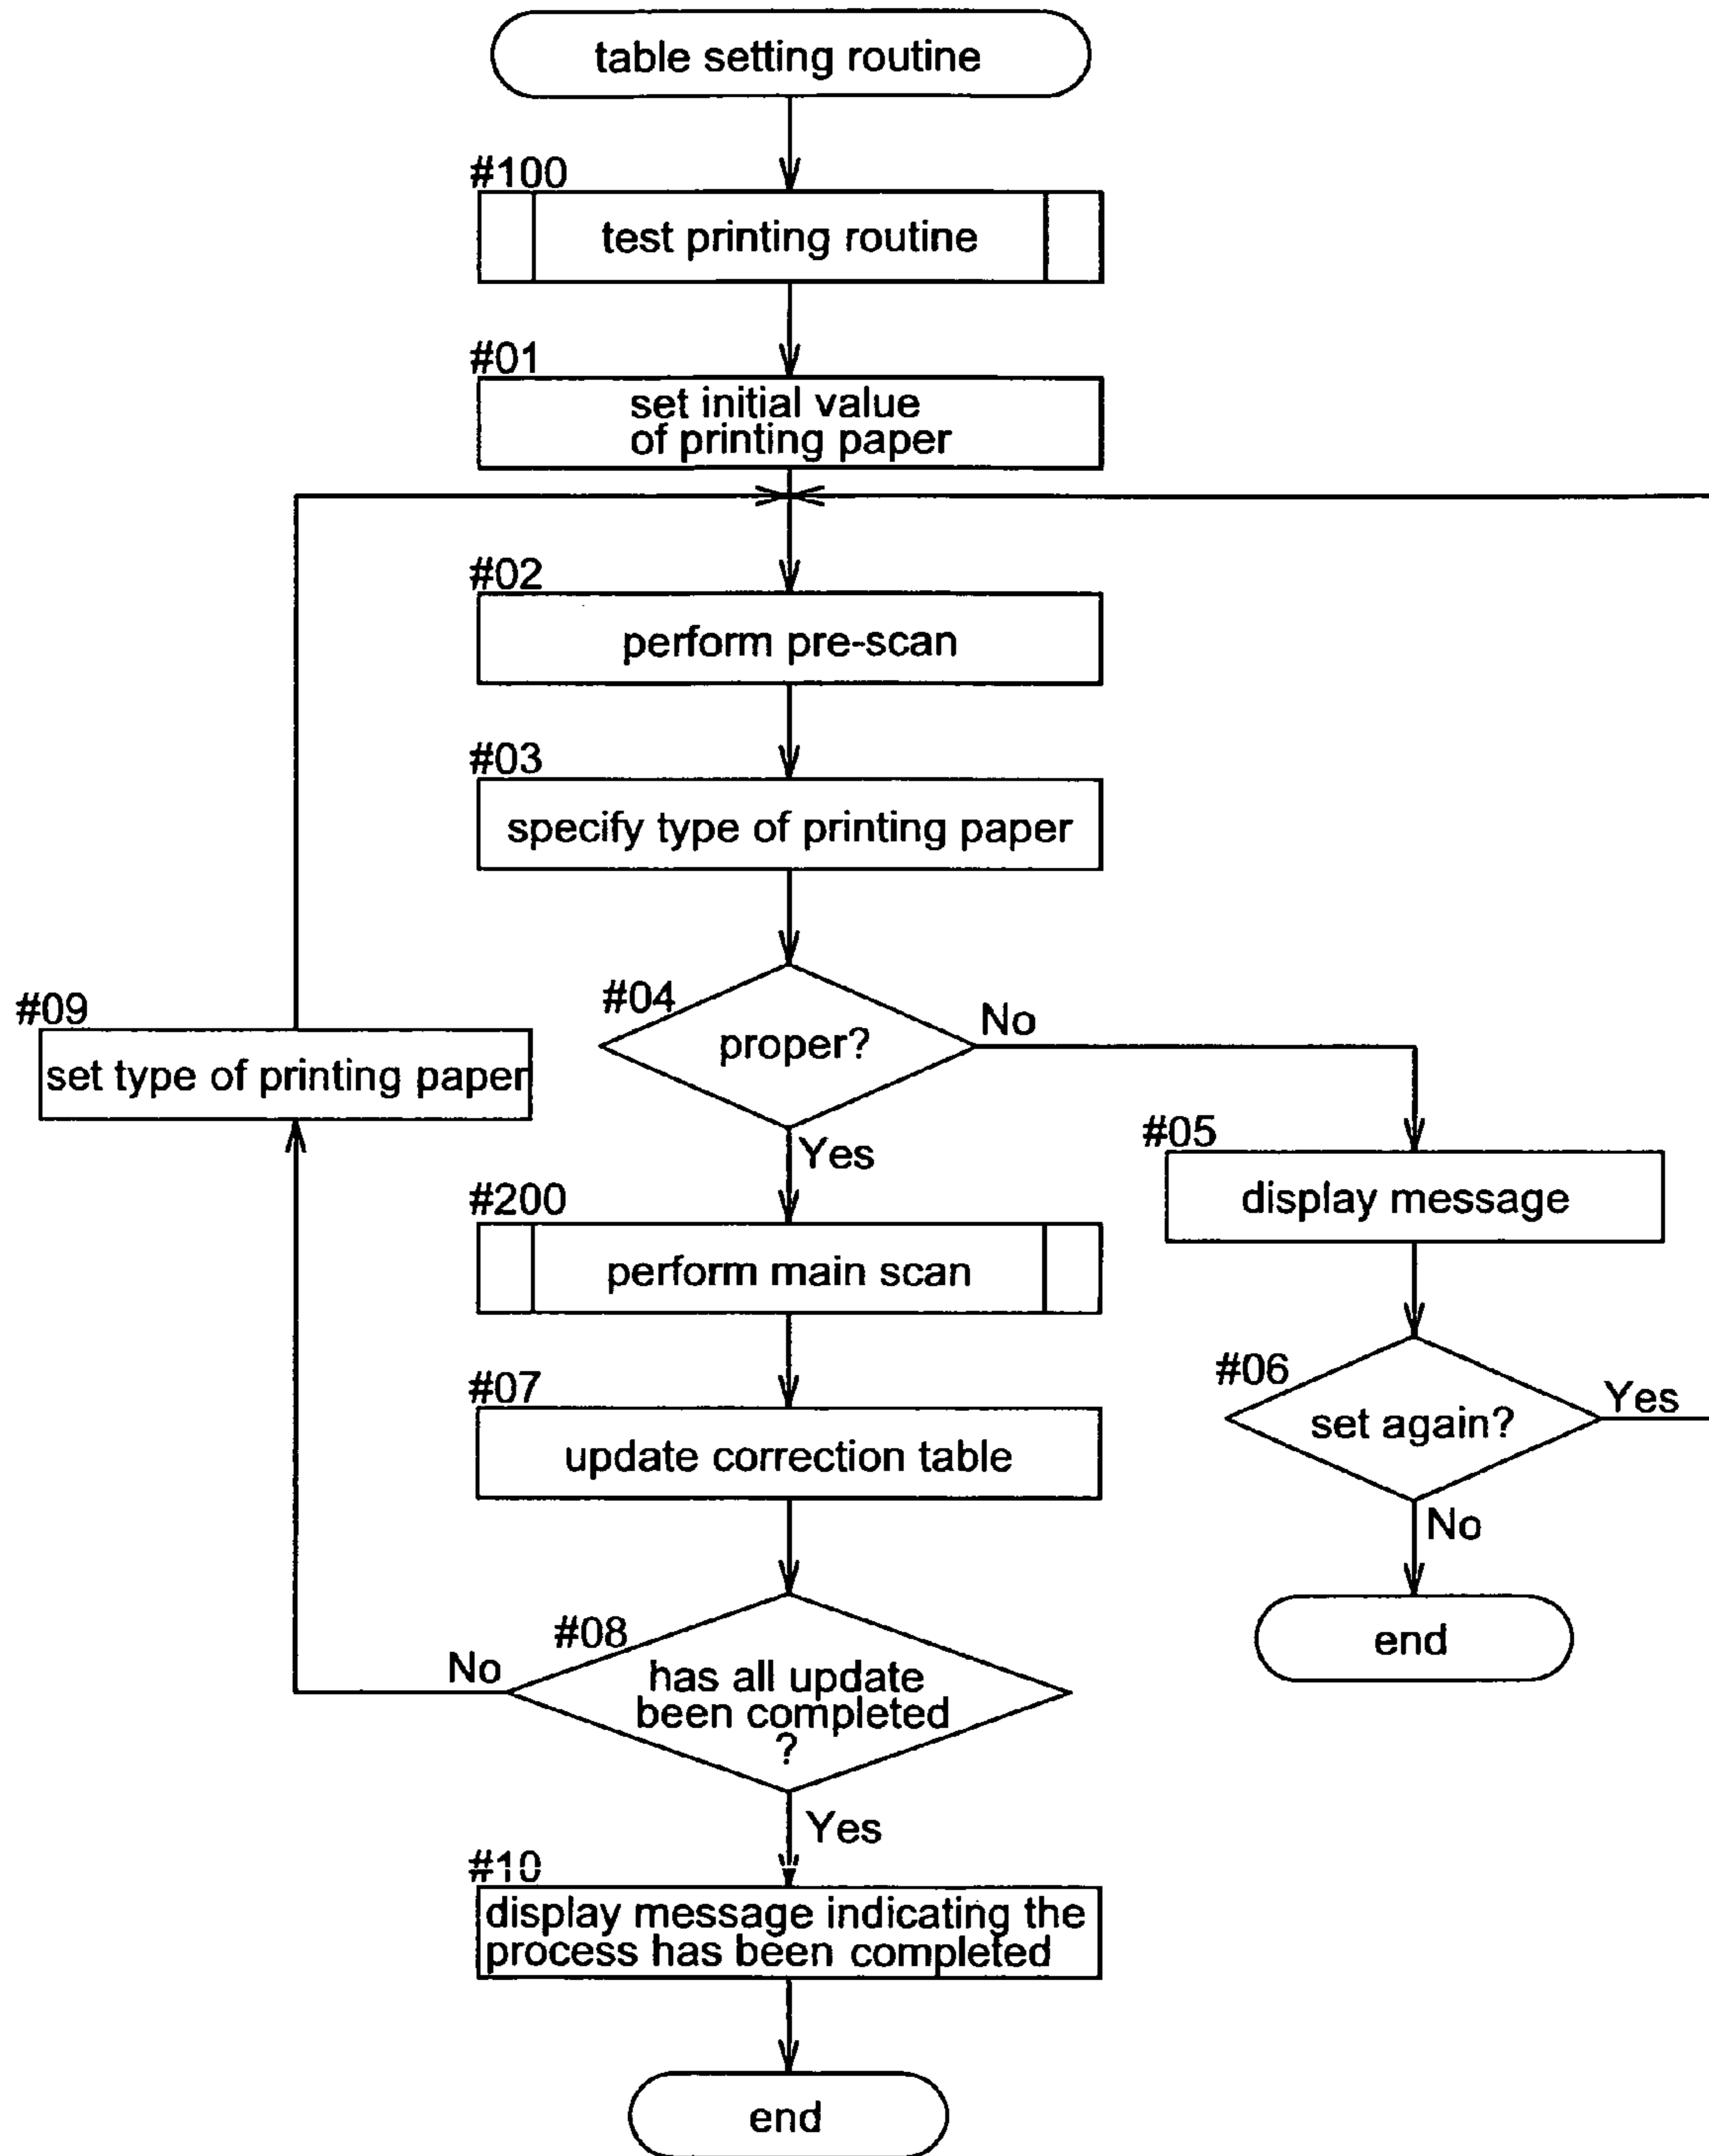 table setting routine
#100
test printing routine
#01
set initial value
of printing paper
#02
perform pre-scan
#03
specify type of printing paper
#04
proper?
No
Yes
#05
display message
#06
set again?
Yes
No
end
#200
perform main scan
#07
update correction table
#08
has all update
been completed
?
No
#09
set type of printing paper
Yes
#10
display message indicating the
process has been completed
end